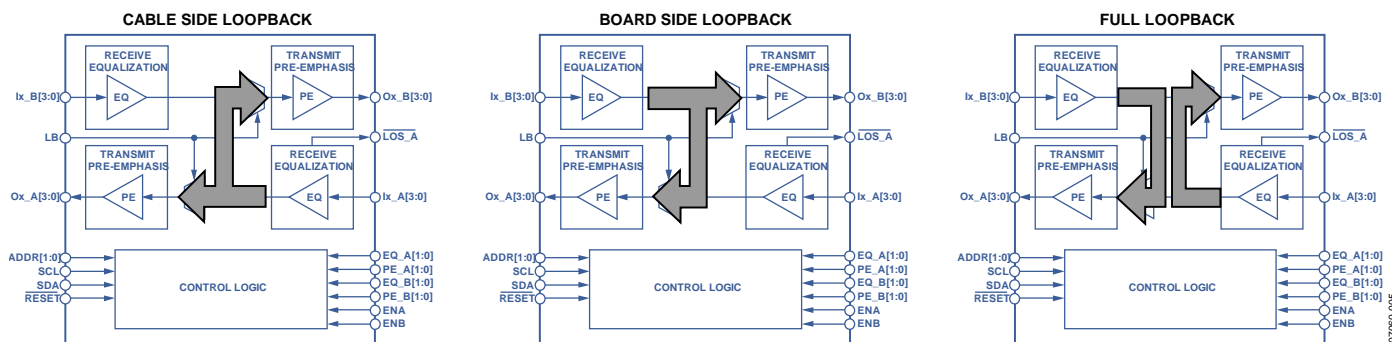 CABLE SIDE LOOPBACK
RECEIVE
EQUALIZATION
TRANSMIT
PRE-EMPHASIS
Ix_B[3:0]
EQ
PE
Ox_B[3:0]
LB
LOS_A
TRANSMIT
PRE-EMPHASIS
RECEIVE
EQUALIZATION
Ox_A[3:0]
PE
EQ
Ix_A[3:0]
ADDR[1:0]
SCL
SDA
RESET
CONTROL LOGIC
EQ_A[1:0]
PE_A[1:0]
EQ_B[1:0]
PE_B[1:0]
ENA
ENB
BOARD SIDE LOOPBACK
RECEIVE
EQUALIZATION
TRANSMIT
PRE-EMPHASIS
Ix_B[3:0]
EQ
PE
Ox_B[3:0]
LB
LOS_A
TRANSMIT
PRE-EMPHASIS
RECEIVE
EQUALIZATION
Ox_A[3:0]
PE
EQ
Ix_A[3:0]
ADDR[1:0]
SCL
SDA
RESET
CONTROL LOGIC
EQ_A[1:0]
PE_A[1:0]
EQ_B[1:0]
PE_B[1:0]
ENA
ENB
FULL LOOPBACK
RECEIVE
EQUALIZATION
TRANSMIT
PRE-EMPHASIS
Ix_B[3:0]
EQ
PE
Ox_B[3:0]
LB
LOS_A
TRANSMIT
PRE-EMPHASIS
RECEIVE
EQUALIZATION
Ox_A[3:0]
PE
EQ
Ix_A[3:0]
ADDR[1:0]
SCL
SDA
RESET
CONTROL LOGIC
EQ_A[1:0]
PE_A[1:0]
EQ_B[1:0]
PE_B[1:0]
ENA
ENB